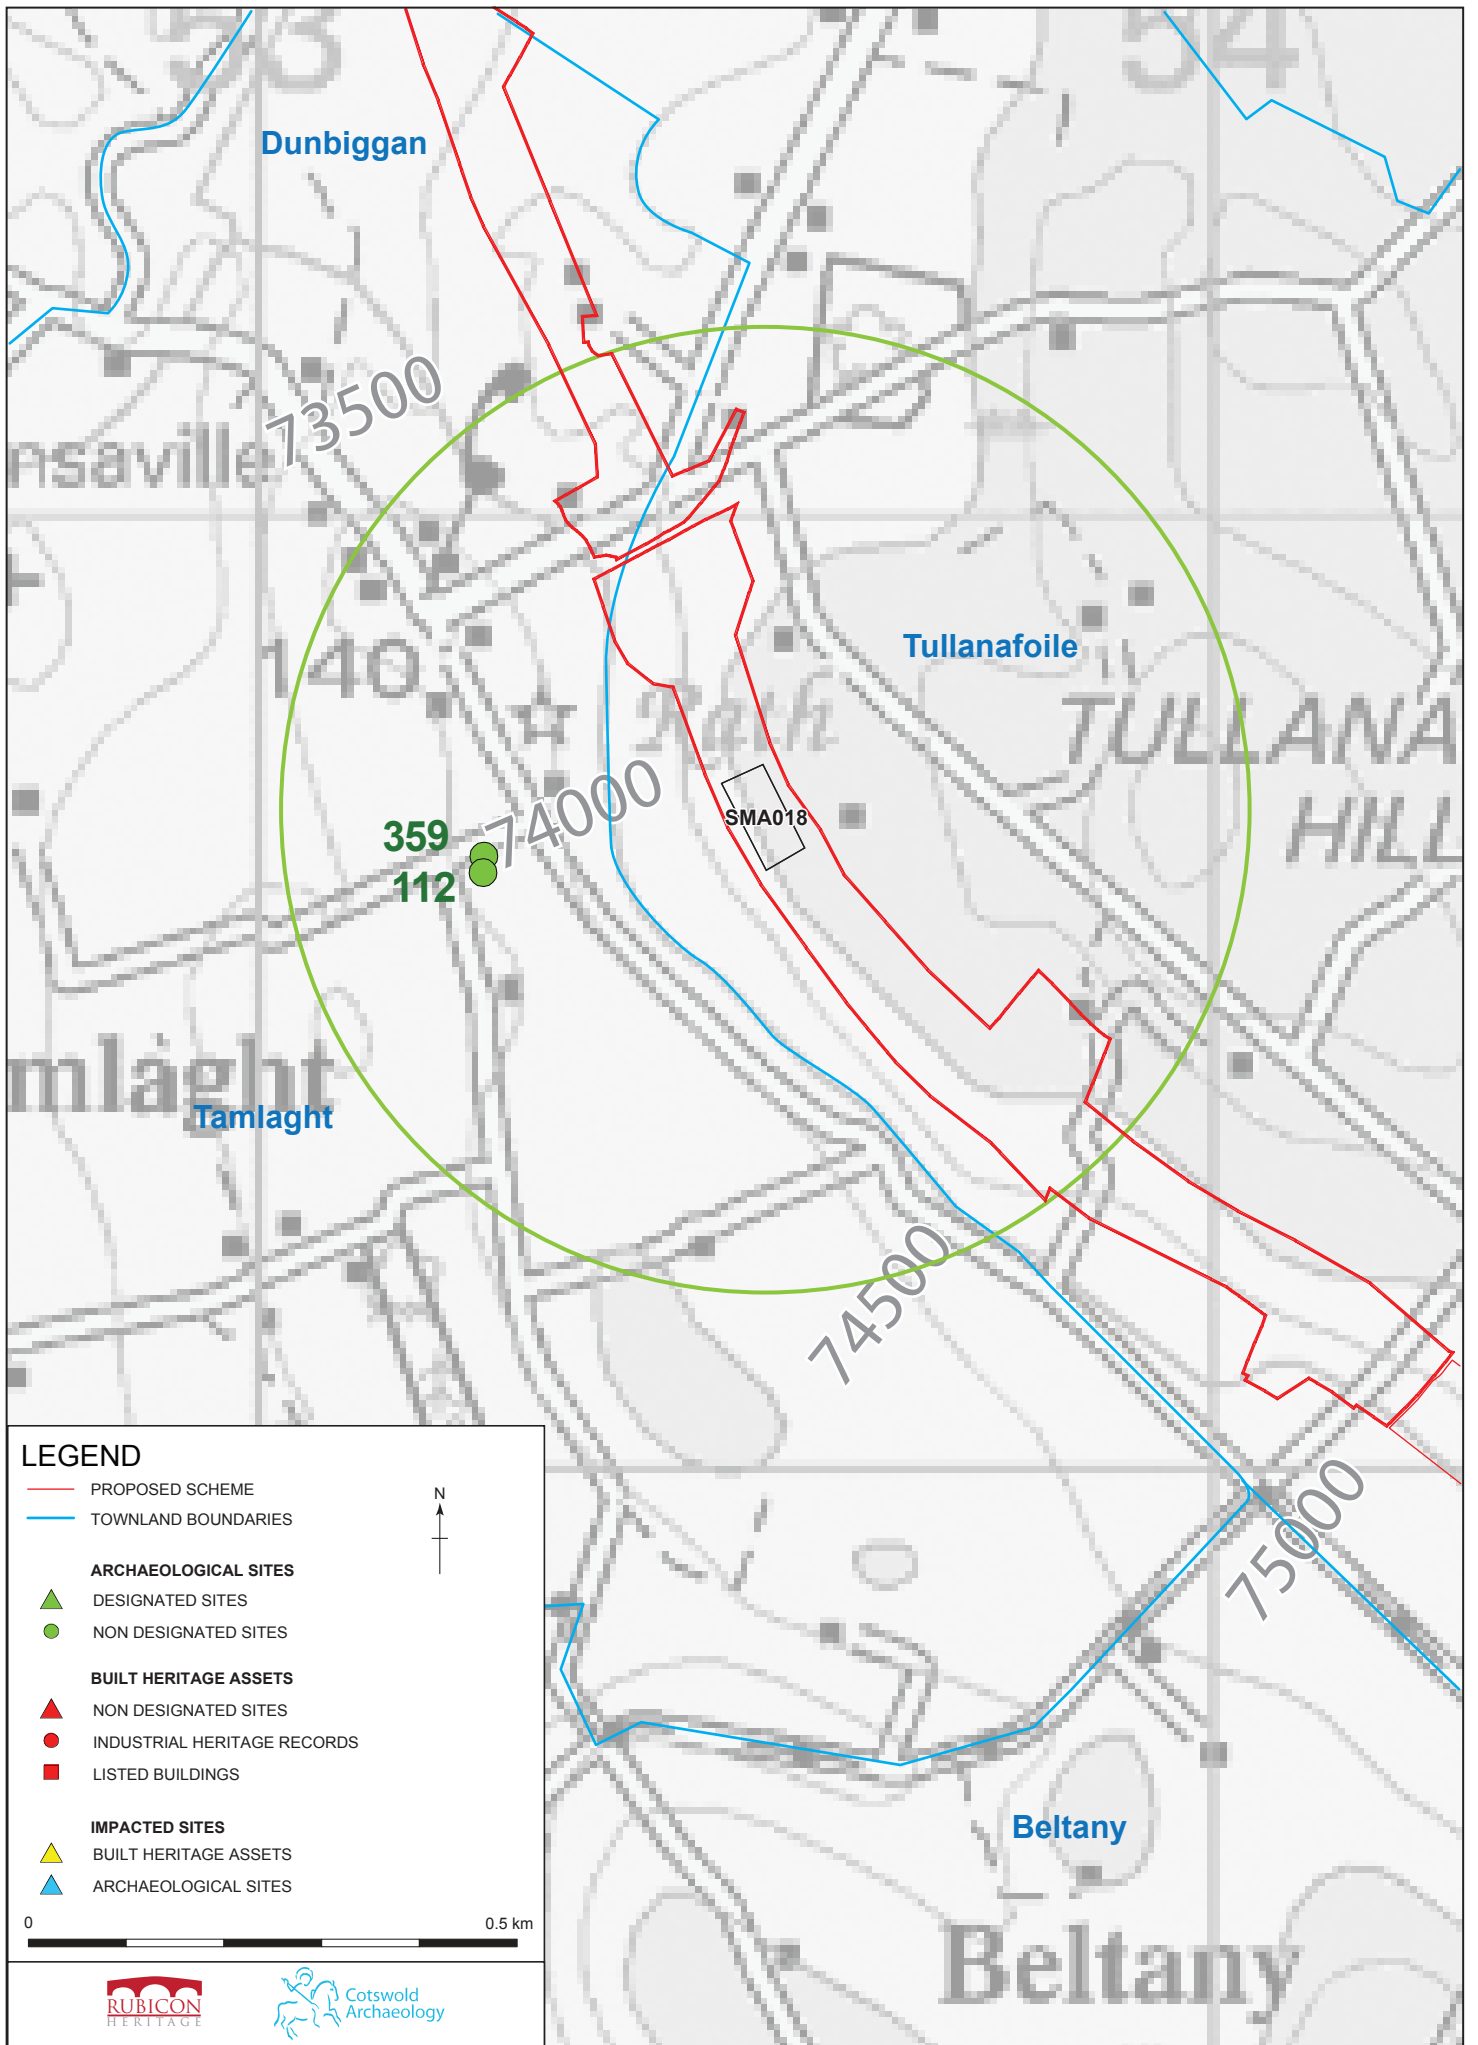 53
54
Dunbiggan
73500
nsaville
140
Tullanafoile
Rath
TULLANA
HILL
74000
SMA018
359
112
mlaght
Tamlaght
74500
75000
Beltany
Beltany
LEGEND
PROPOSED SCHEME
TOWNLAND BOUNDARIES
N
ARCHAEOLOGICAL SITES
DESIGNATED SITES
NON DESIGNATED SITES
BUILT HERITAGE ASSETS
NON DESIGNATED SITES
INDUSTRIAL HERITAGE RECORDS
LISTED BUILDINGS
IMPACTED SITES
BUILT HERITAGE ASSETS
ARCHAEOLOGICAL SITES
0 0.5 km
RUBICON
HERITAGE
Cotswold
Archaeology